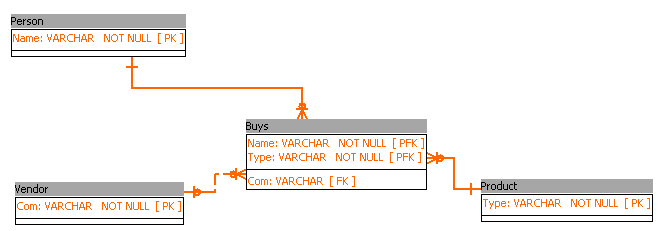 Person
Name: VARCHAR NOT NULL [ PK ]
Buys
Name: VARCHAR NOT NULL [ PFK ]
Type: VARCHAR NOT NULL [ PFK ]
Com: VARCHAR [ FK ]
Vendor
Com: VARCHAR NOT NULL [ PK ]
Product
Type: VARCHAR NOT NULL [ PK ]